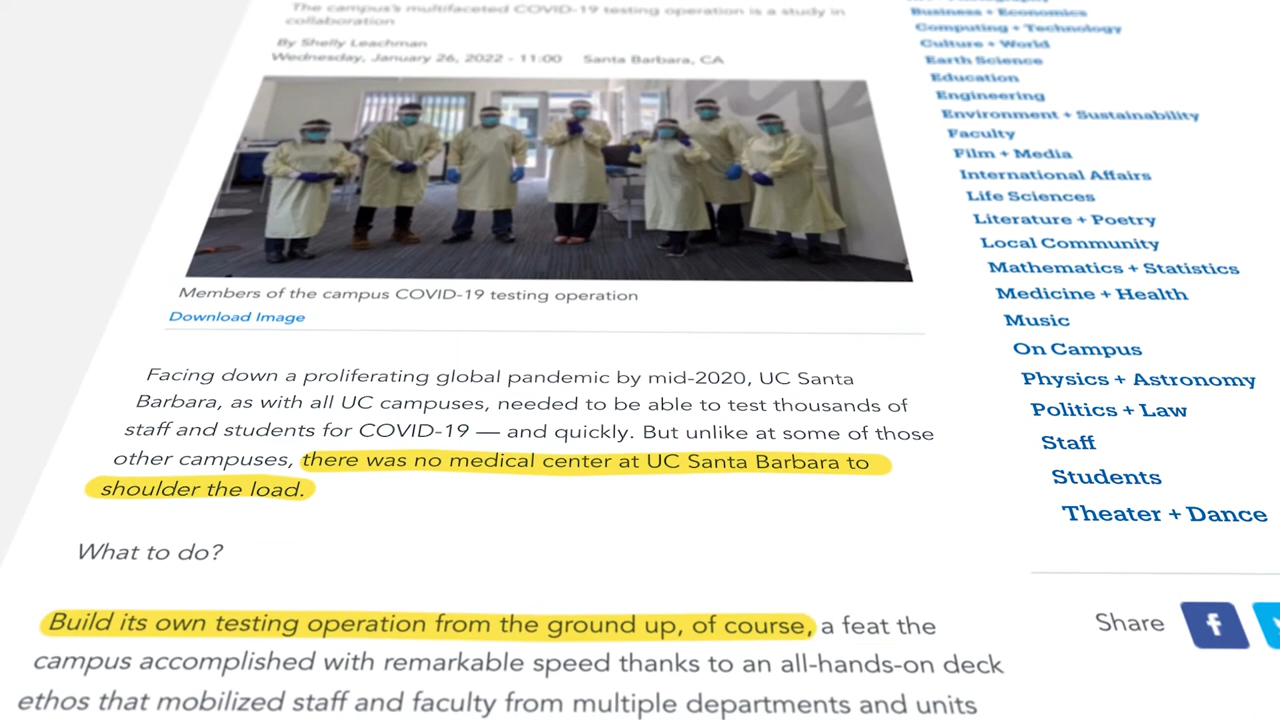 The campus's multifaceted COVID-19 testing operation is a study in
collaboration
By Shelly Leachman
Wednesday, January 26, 2022 - 11:00 Santa Barbara, CA
Members of the campus COVID-19 testing operation
Download Image
Facing down a proliferating global pandemic by mid-2020, UC Santa
Barbara, as with all UC campuses, needed to be able to test thousands of
staff and students for COVID-19 — and quickly. But unlike at some of those
other campuses, there was no medical center at UC Santa Barbara to
shoulder the load.
What to do?
Build its own testing operation from the ground up, of course, a feat the
campus accomplished with remarkable speed thanks to an all-hands-on deck
ethos that mobilized staff and faculty from multiple departments and units
Business + Economics
Computing + Technology
Culture + World
Earth Science
Education
Engineering
Environment + Sustainability
Faculty
Film + Media
International Affairs
Life Sciences
Literature + Poetry
Local Community
Mathematics + Statistics
Medicine + Health
Music
On Campus
Physics + Astronomy
Politics + Law
Staff
Students
Theater + Dance
Share f